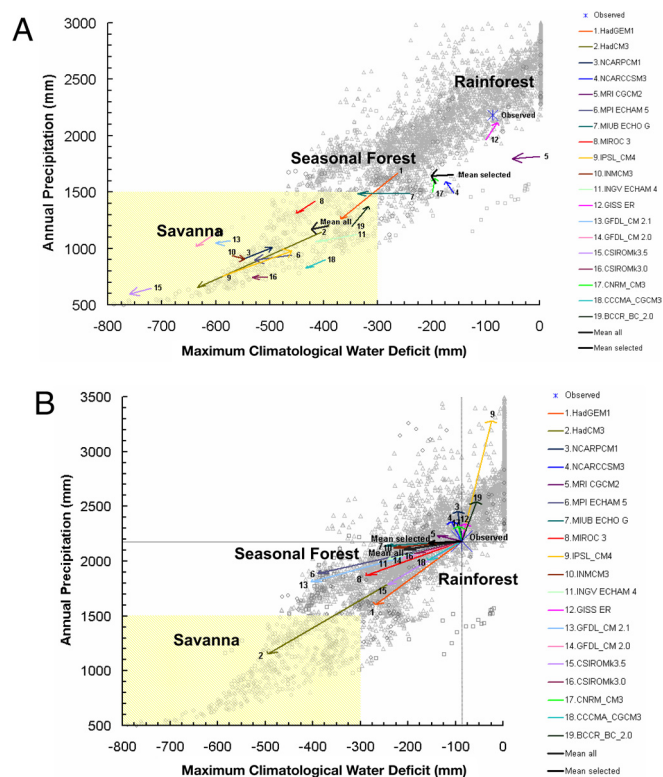 A
Annual Precipitation (mm)
3000
2500
2000
1500
1000
500
-800
-700
-600
-500
-400
-300
-200
-100
0
Maximum Climatological Water Deficit (mm)
Rainforest
Seasonal Forest
Savanna
Observed
12
5
Mean selected
17
4
1
7
8
Mean all
19
2
11
13
10
3
6
18
9
16
15
Observed
1.HadGEM1
2.HadCM3
3.NCARPCM1
4.NCARCCSM3
5.MRI CGCM2
6.MPI ECHAM 5
7.MIUB ECHO G
8.MIROC 3
9.IPSL_CM4
10.INMCM3
11.INGV ECHAM 4
12.GISS ER
13.GFDL_CM 2.1
14.GFDL_CM 2.0
15.CSIROMk3.5
16.CSIROMk3.0
17.CNRM_CM3
18.CCCMA_CGCM3
19.BCCR_BC_2.0
Mean all
Mean selected
B
Annual Precipitation (mm)
3500
3000
2500
2000
1500
1000
500
-800
-700
-600
-500
-400
-300
-200
-100
0
Maximum Climatological Water Deficit (mm)
9
19
3
4
12
5
Mean selected
Observed
7
10
Mean all
16
Seasonal Forest
11
14
18
6
13
8
15
Rainforest
1
Savanna
2
Observed
1.HadGEM1
2.HadCM3
3.NCARPCM1
4.NCARCCSM3
5.MRI CGCM2
6.MPI ECHAM 5
7.MIUB ECHO G
8.MIROC 3
9.IPSL_CM4
10.INMCM3
11.INGV ECHAM 4
12.GISS ER
13.GFDL_CM 2.1
14.GFDL_CM 2.0
15.CSIROMk3.5
16.CSIROMk3.0
17.CNRM_CM3
18.CCCMA_CGCM3
19.BCCR_BC_2.0
Mean all
Mean selected